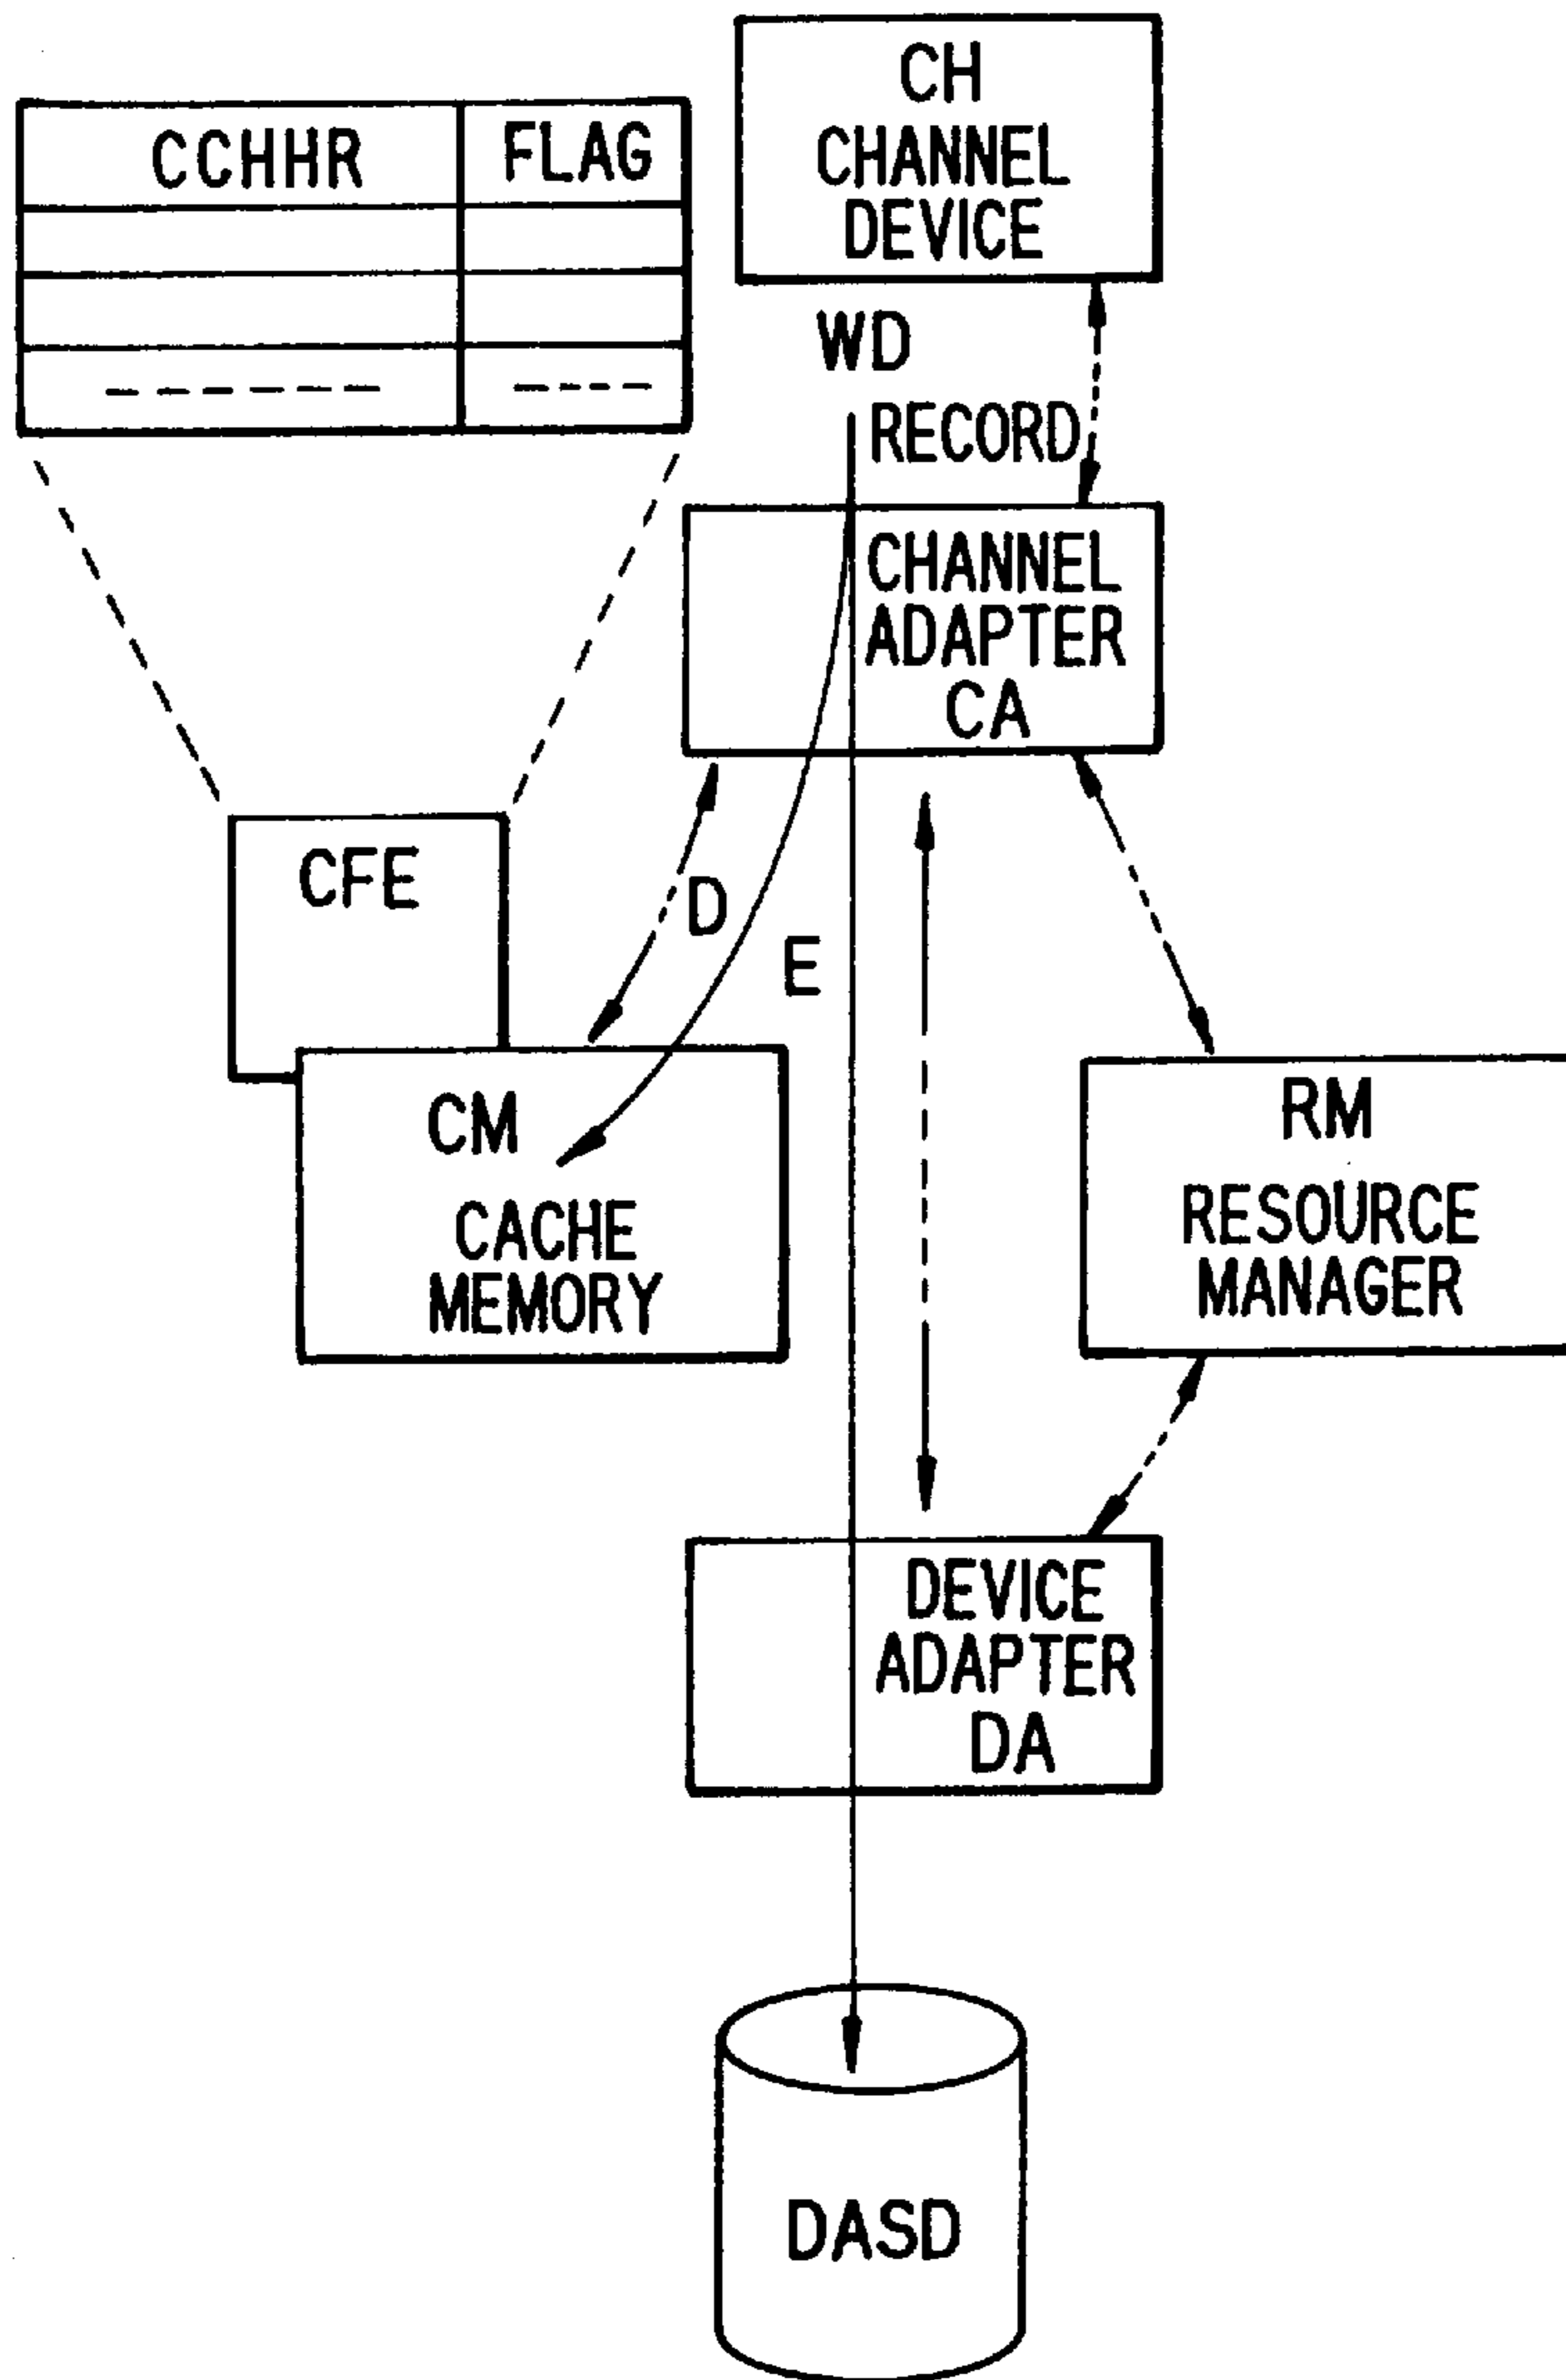 CH
CHANNEL
DEVICE
CCHHR FLAG
WD
RECORD
CHANNEL
ADAPTER
CA
CFE
D
E
CM
CACHE
MEMORY
RM
RESOURCE
MANAGER
DEVICE
ADAPTER
DA
DASD